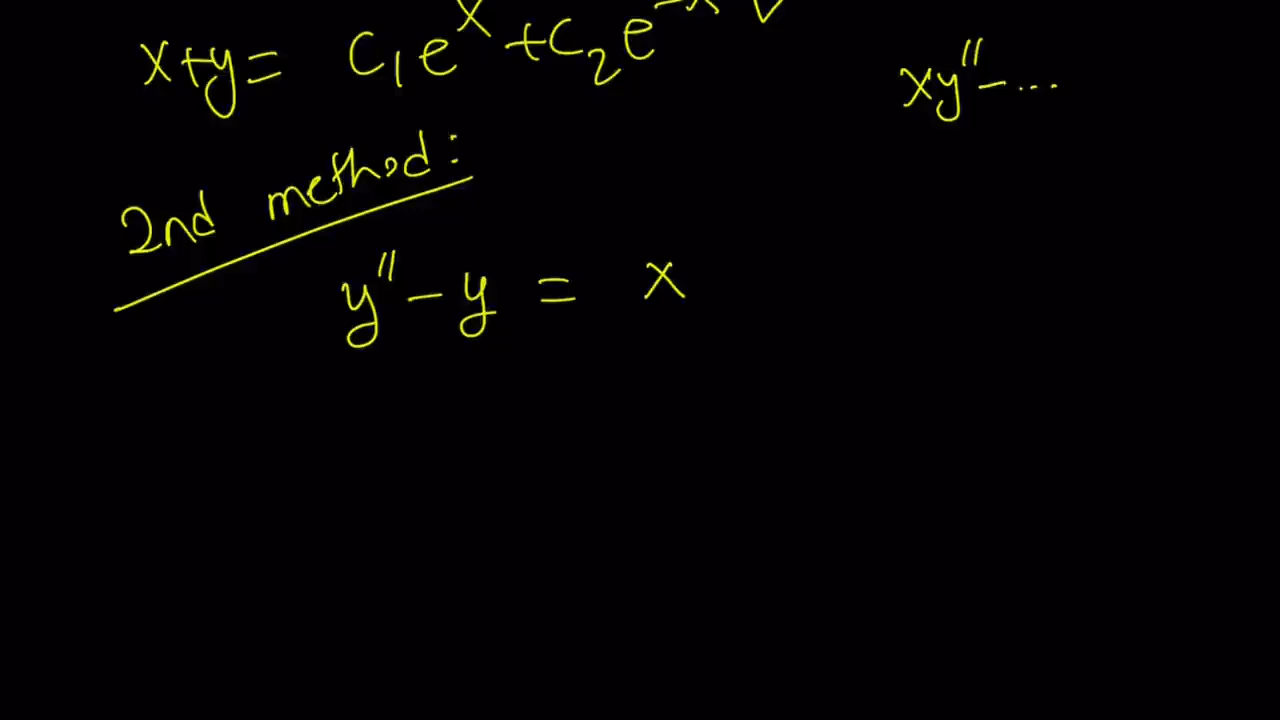 x+y= C₁eˣ+C₂e⁻ˣ √
xy''-...
2nd method:
y''-y = x